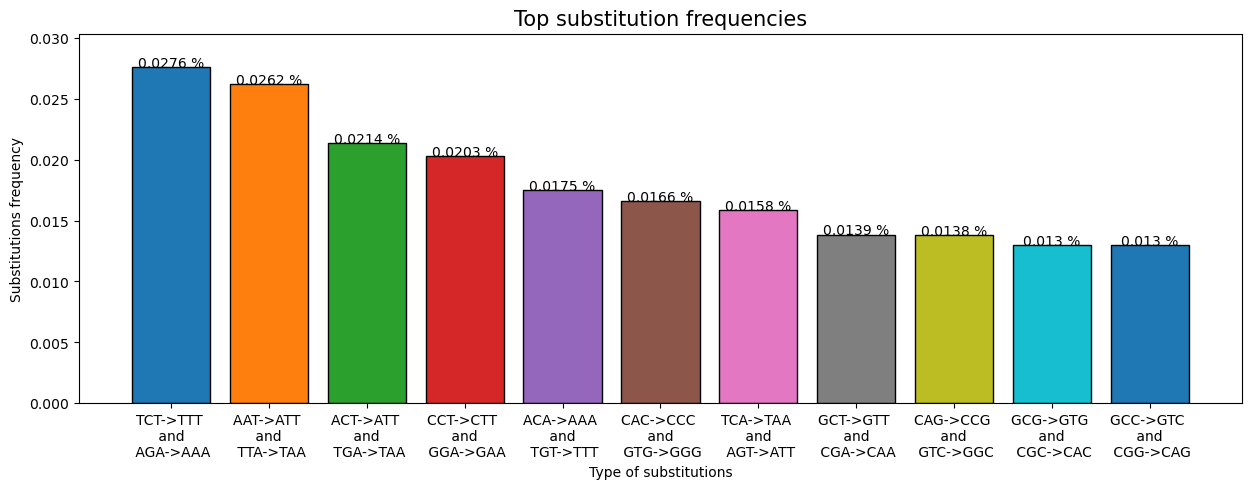 Top substitution frequencies
0.030
0.025
0.020
0.015
0.010
0.005
0.000
Substitutions frequency
0.0276 %
0.0262 %
0.0214 %
0.0203 %
0.0175 %
0.0166 %
0.0158 %
0.0139 %
0.0138 %
0.013 %
0.013 %
TCT->TTT
and
AGA->AAA
AAT->ATT
and
TTA->TAA
ACT->ATT
and
TGA->TAA
CCT->CTT
and
GGA->GAA
ACA->AAA
and
TGT->TTT
CAC->CCC
and
GTG->GGG
TCA->TAA
and
AGT->ATT
GCT->GTT
and
CGA->CAA
CAG->CCG
and
GTC->GGC
GCG->GTG
and
CGC->CAC
GCC->GTC
and
CGG->CAG
Type of substitutions